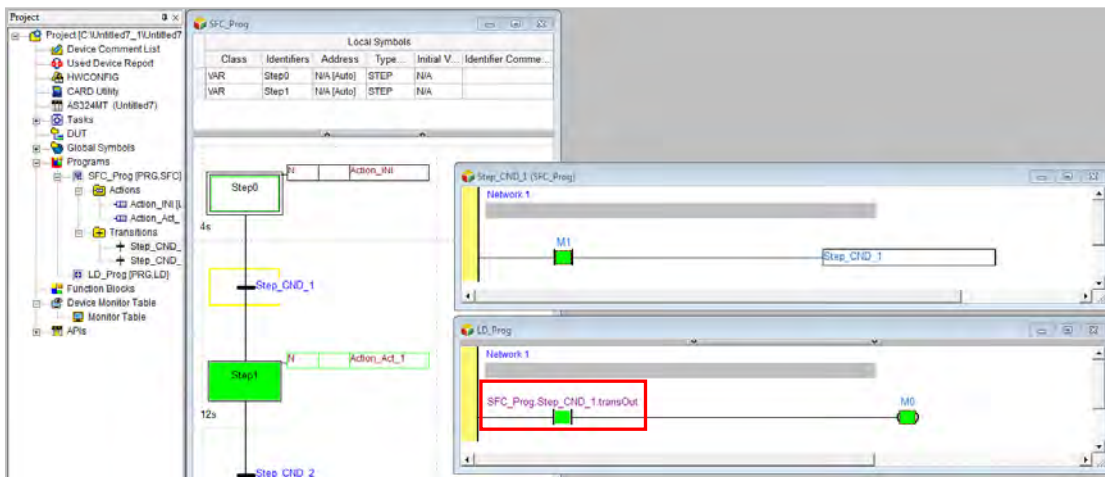 Project
Project [C:\Untitled7_1\Untitled7
Device Comment List
Used Device Report
HWCONFIG
CARD Utility
AS324MT (Untitled7)
Tasks
DUT
Global Symbols
Programs
SFC_Prog [PRG,SFC]
Actions
Action_INI [L
Action_Act_
Transitions
Step_CND_
Step_CND_
LD_Prog [PRG,LD]
Function Blocks
Device Monitor Table
Monitor Table
APIs
SFC_Prog
Local Symbols
Class Identifiers Address Type... Initial V... Identifier Comme...
VAR Step0 N/A [Auto] STEP N/A
VAR Step1 N/A [Auto] STEP N/A
N Action_INI
Step0
4s
Step_CND_1
N Action_Act_1
Step1
12s
Step_CND_2
Step_CND_1 (SFC_Prog)
Network 1
M1
Step_CND_1
LD_Prog
Network 1
SFC_Prog.Step_CND_1.transOut
M0